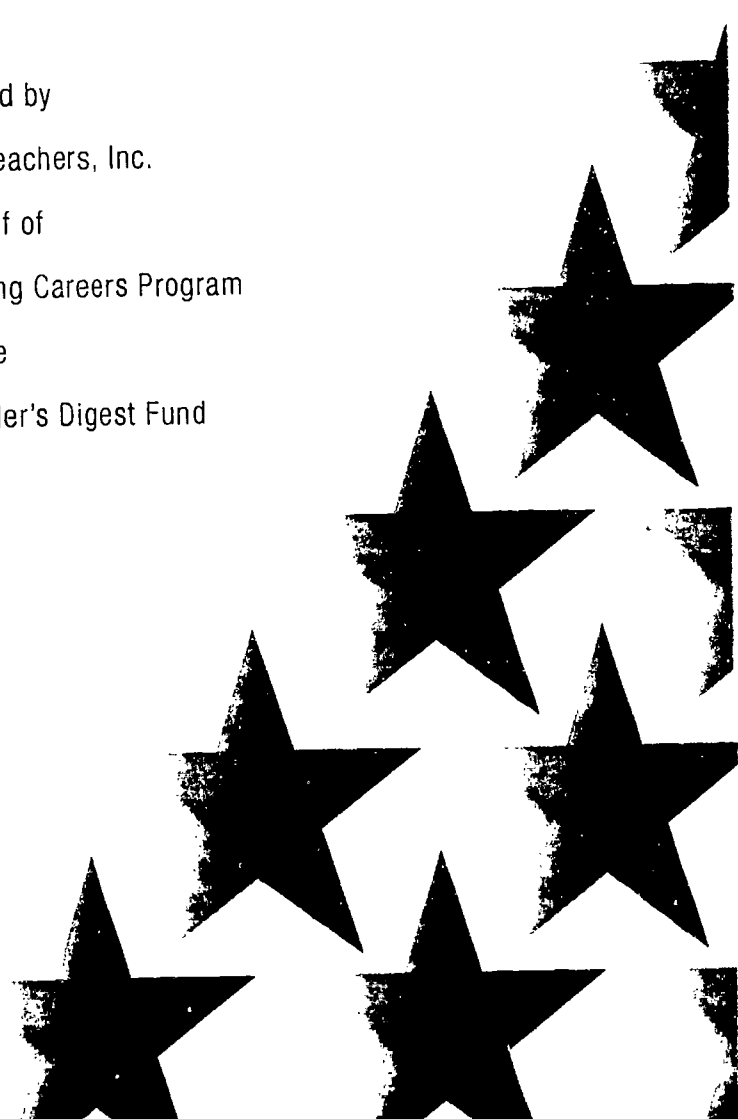 d by
eachers, Inc.
f of
ng Careers Program
e
ler's Digest Fund